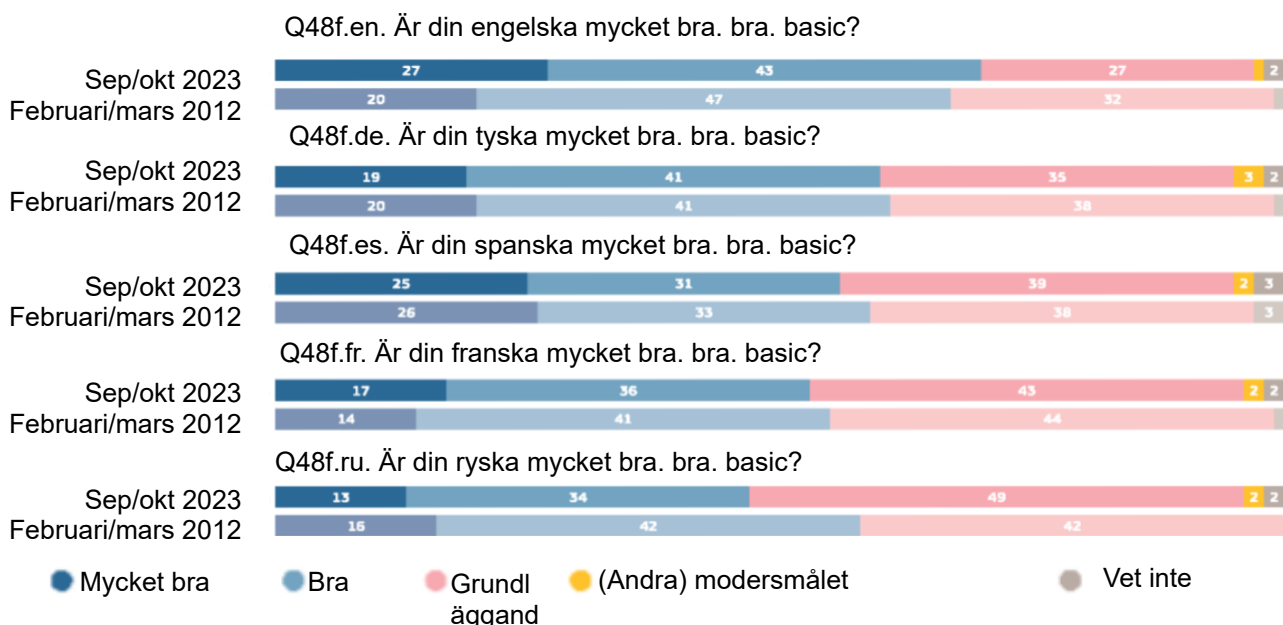 Q48f.en. Är din engelska mycket bra. bra. basic?
Sep/okt 2023
27 43 27 2
Februari/mars 2012
20 47 32
Q48f.de. Är din tyska mycket bra. bra. basic?
Sep/okt 2023
19 41 35 3 2
Februari/mars 2012
20 41 38
Q48f.es. Är din spanska mycket bra. bra. basic?
Sep/okt 2023
25 31 39 2 3
Februari/mars 2012
26 33 38 3
Q48f.fr. Är din franska mycket bra. bra. basic?
Sep/okt 2023
17 36 43 2 2
Februari/mars 2012
14 41 44
Q48f.ru. Är din ryska mycket bra. bra. basic?
Sep/okt 2023
13 34 49 2 2
Februari/mars 2012
16 42 42
Mycket bra
Bra
Grundl
äggand
(Andra) modersmålet
Vet inte